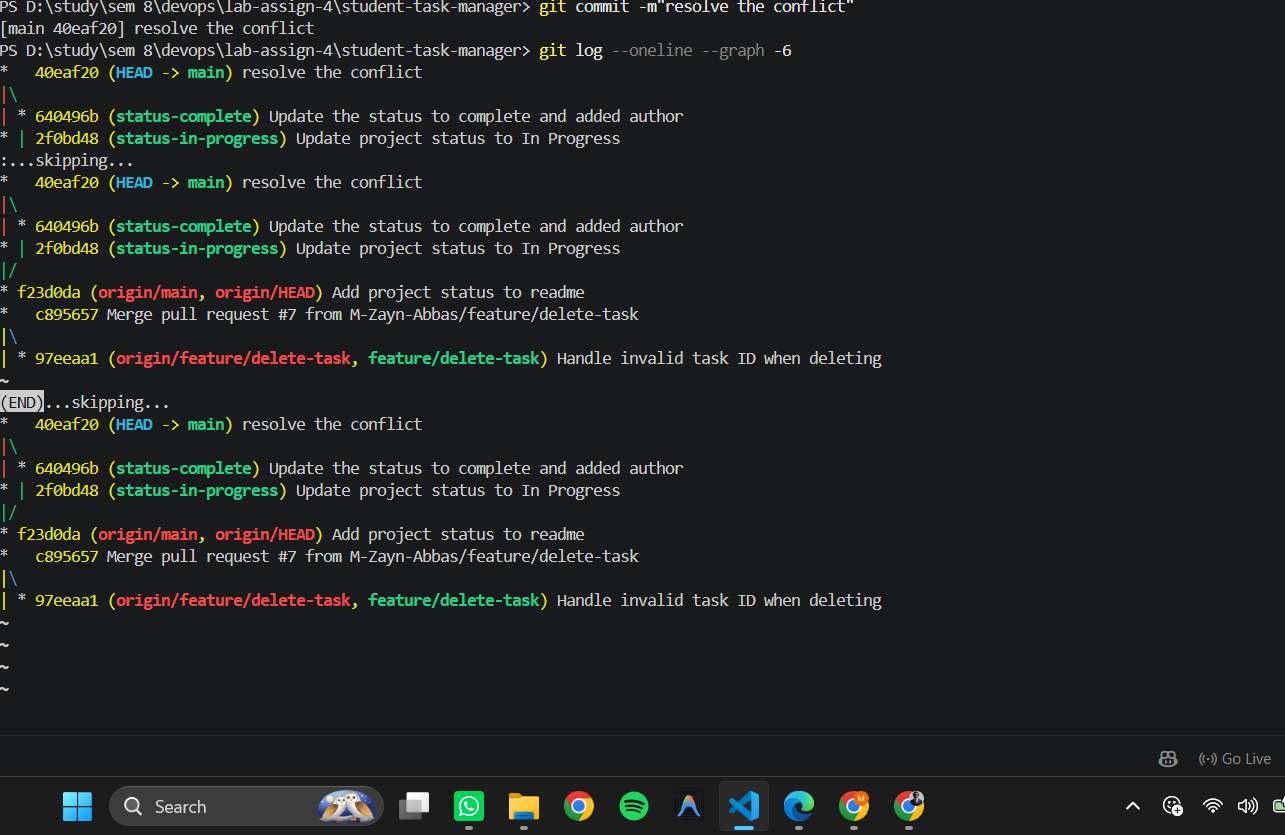 PS D:\study\sem 8\devops\lab-assign-4\student-task-manager> git commit -m"resolve the conflict"
[main 40eaf20] resolve the conflict
PS D:\study\sem 8\devops\lab-assign-4\student-task-manager> git log --oneline --graph -6
*   40eaf20 (HEAD -> main) resolve the conflict
|\
| * 640496b (status-complete) Update the status to complete and added author
* | 2f0bd48 (status-in-progress) Update project status to In Progress
:...skipping...
*   40eaf20 (HEAD -> main) resolve the conflict
|\
| * 640496b (status-complete) Update the status to complete and added author
* | 2f0bd48 (status-in-progress) Update project status to In Progress
|/
* f23d0da (origin/main, origin/HEAD) Add project status to readme
*   c895657 Merge pull request #7 from M-Zayn-Abbas/feature/delete-task
|\
| * 97eeaa1 (origin/feature/delete-task, feature/delete-task) Handle invalid task ID when deleting
~
(END)...skipping...
*   40eaf20 (HEAD -> main) resolve the conflict
|\
| * 640496b (status-complete) Update the status to complete and added author
* | 2f0bd48 (status-in-progress) Update project status to In Progress
|/
* f23d0da (origin/main, origin/HEAD) Add project status to readme
*   c895657 Merge pull request #7 from M-Zayn-Abbas/feature/delete-task
|\
| * 97eeaa1 (origin/feature/delete-task, feature/delete-task) Handle invalid task ID when deleting
~
~
~
~
Go Live
Search
M